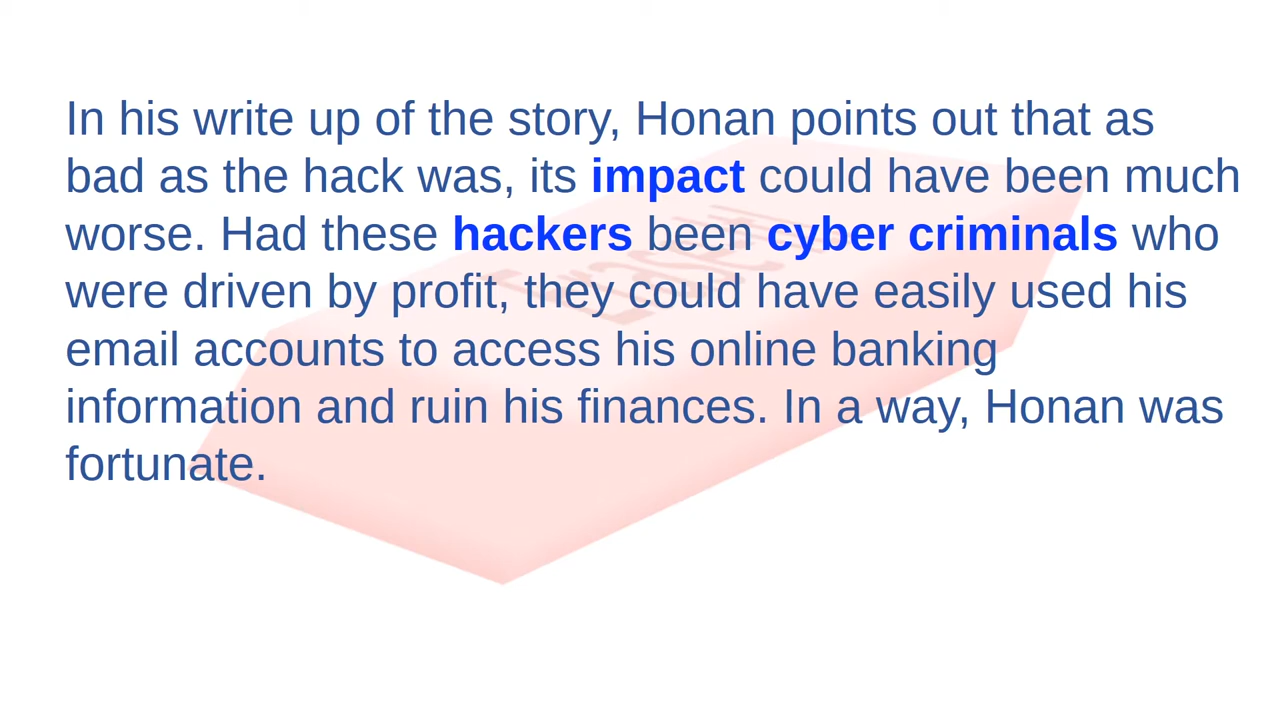 In his write up of the story, Honan points out that as
bad as the hack was, its impact could have been much
worse. Had these hackers been cyber criminals who
were driven by profit, they could have easily used his
email accounts to access his online banking
information and ruin his finances. In a way, Honan was
fortunate.